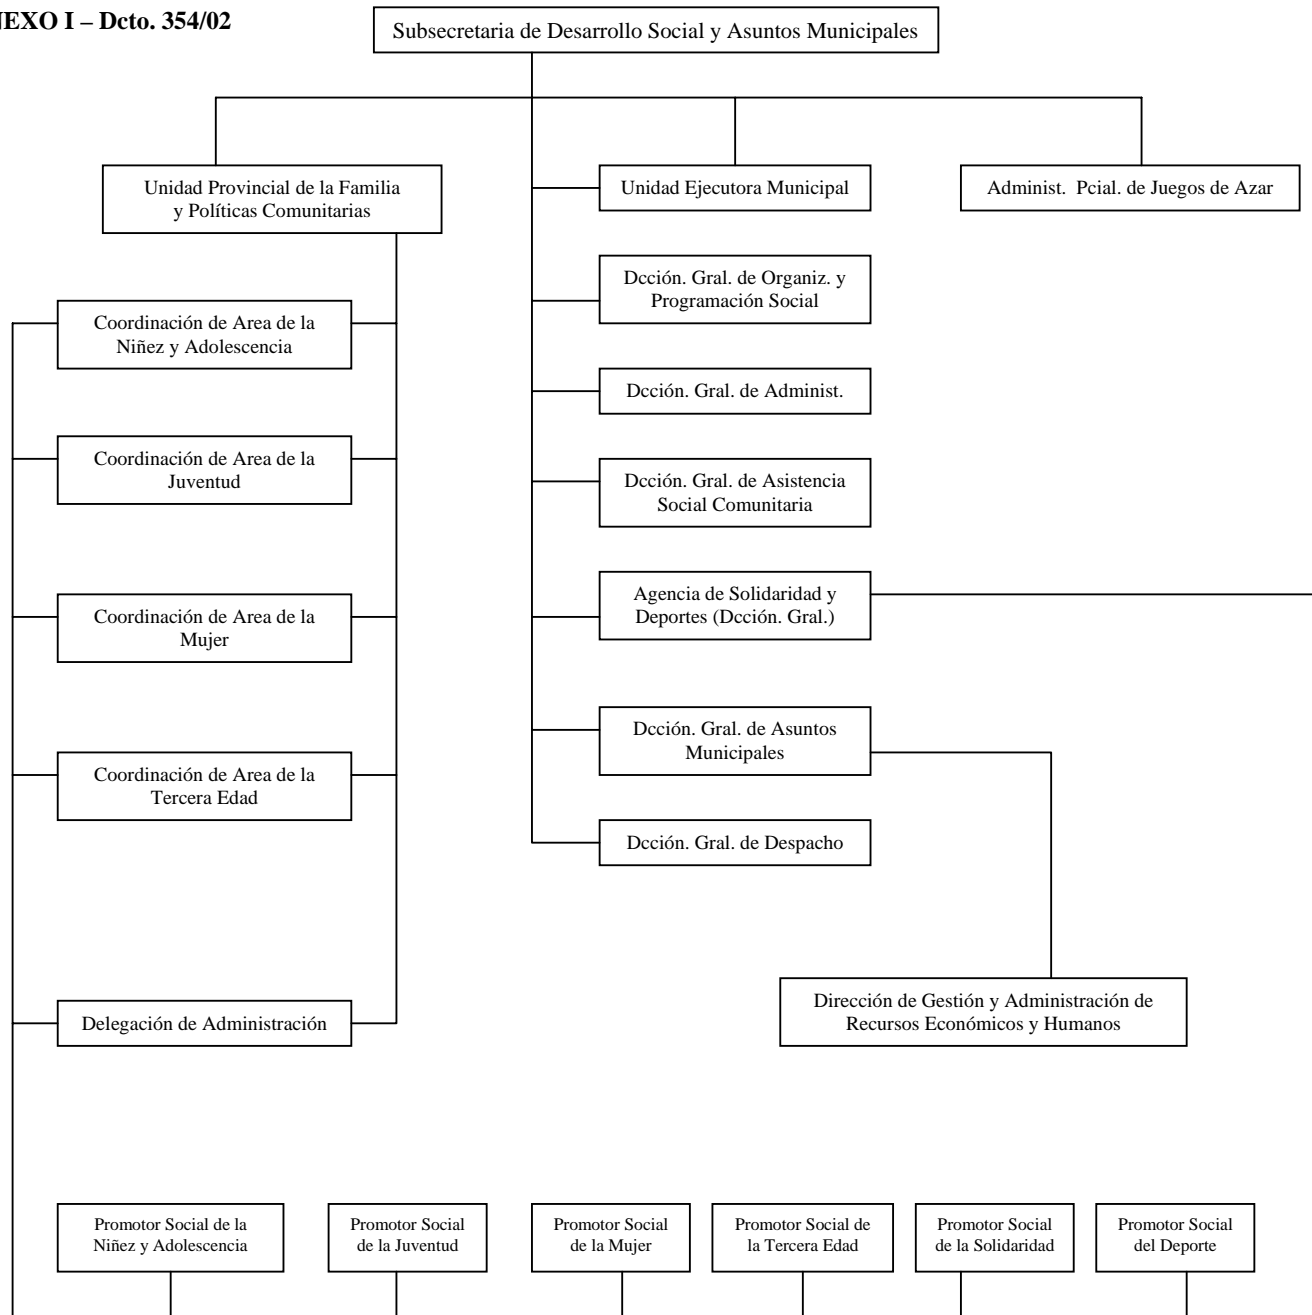 NEXO I – Dcto. 354/02
Subsecretaria de Desarrollo Social y Asuntos Municipales
Unidad Provincial de la Familia
y Políticas Comunitarias
Unidad Ejecutora Municipal
Administ. Pcial. de Juegos de Azar
Dcción. Gral. de Organiz. y
Programación Social
Coordinación de Area de la
Niñez y Adolescencia
Dcción. Gral. de Administ.
Coordinación de Area de la
Juventud
Dcción. Gral. de Asistencia
Social Comunitaria
Agencia de Solidaridad y
Deportes (Dcción. Gral.)
Coordinación de Area de la
Mujer
Dcción. Gral. de Asuntos
Municipales
Coordinación de Area de la
Tercera Edad
Dcción. Gral. de Despacho
Dirección de Gestión y Administración de
Recursos Económicos y Humanos
Delegación de Administración
Promotor Social de la
Niñez y Adolescencia
Promotor Social
de la Juventud
Promotor Social
de la Mujer
Promotor Social de
la Tercera Edad
Promotor Social
de la Solidaridad
Promotor Social
del Deporte